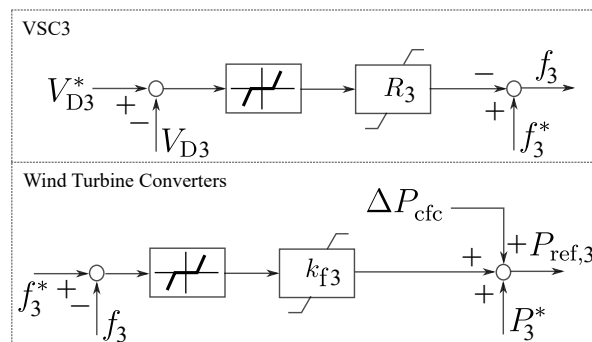 VSC3
V*D3
+
−
VD3
R3
−
f3
+
f*3
Wind Turbine Converters
ΔPcfc
f*3
+
−
f3
kf3
+
+
Pref,3
+
P*3